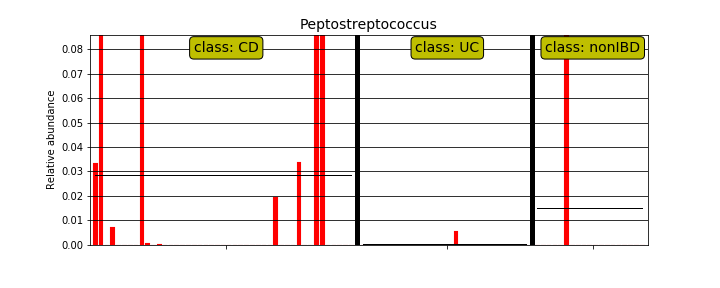 Peptostreptococcus
class: CD
class: UC
class: nonIBD
Relative abundance
0.08
0.07
0.06
0.05
0.04
0.03
0.02
0.01
0.00